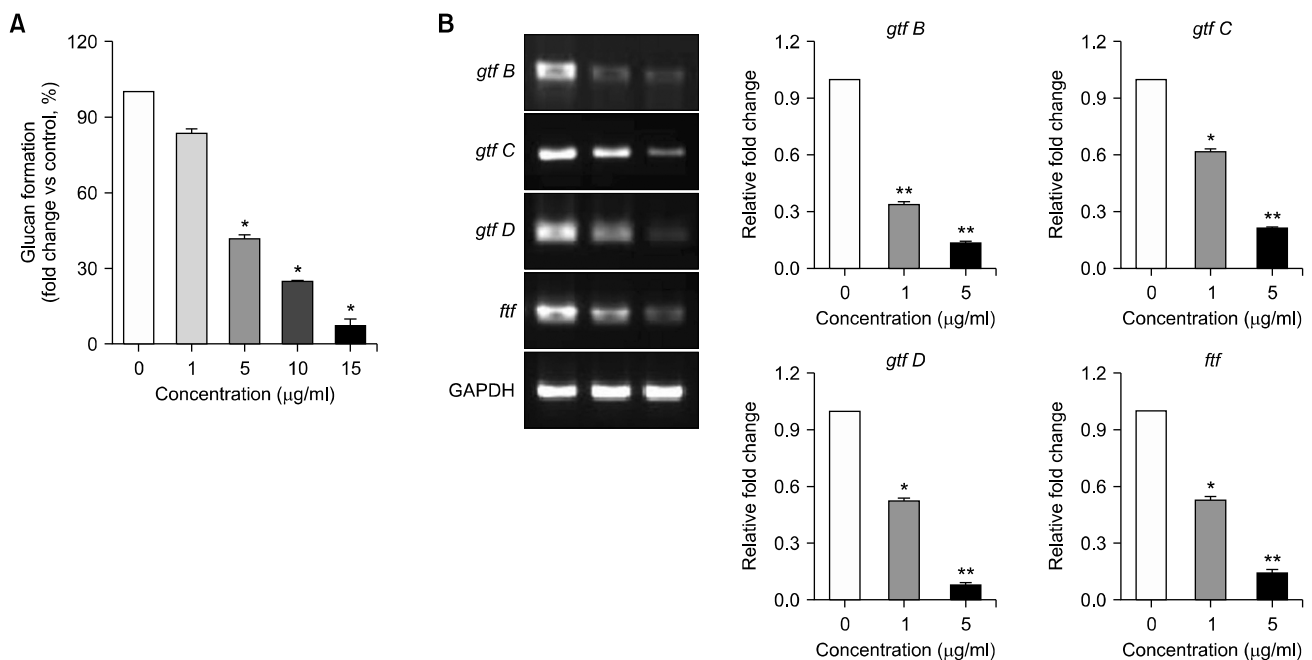 A
120
90
60
30
0
Glucan formation
(fold change vs control, %)
*
*
*
0 1 5 10 15
Concentration (μg/ml)
B
gtf B
gtf C
gtf D
ftf
GAPDH
gtf B
1.2
0.9
0.6
0.3
0.0
Relative fold change
**
**
0 1 5
Concentration (μg/ml)
gtf C
1.2
0.9
0.6
0.3
0.0
Relative fold change
*
**
0 1 5
Concentration (μg/ml)
gtf D
1.2
0.9
0.6
0.3
0.0
Relative fold change
*
**
0 1 5
Concentration (μg/ml)
ftf
1.2
0.9
0.6
0.3
0.0
Relative fold change
*
**
0 1 5
Concentration (μg/ml)